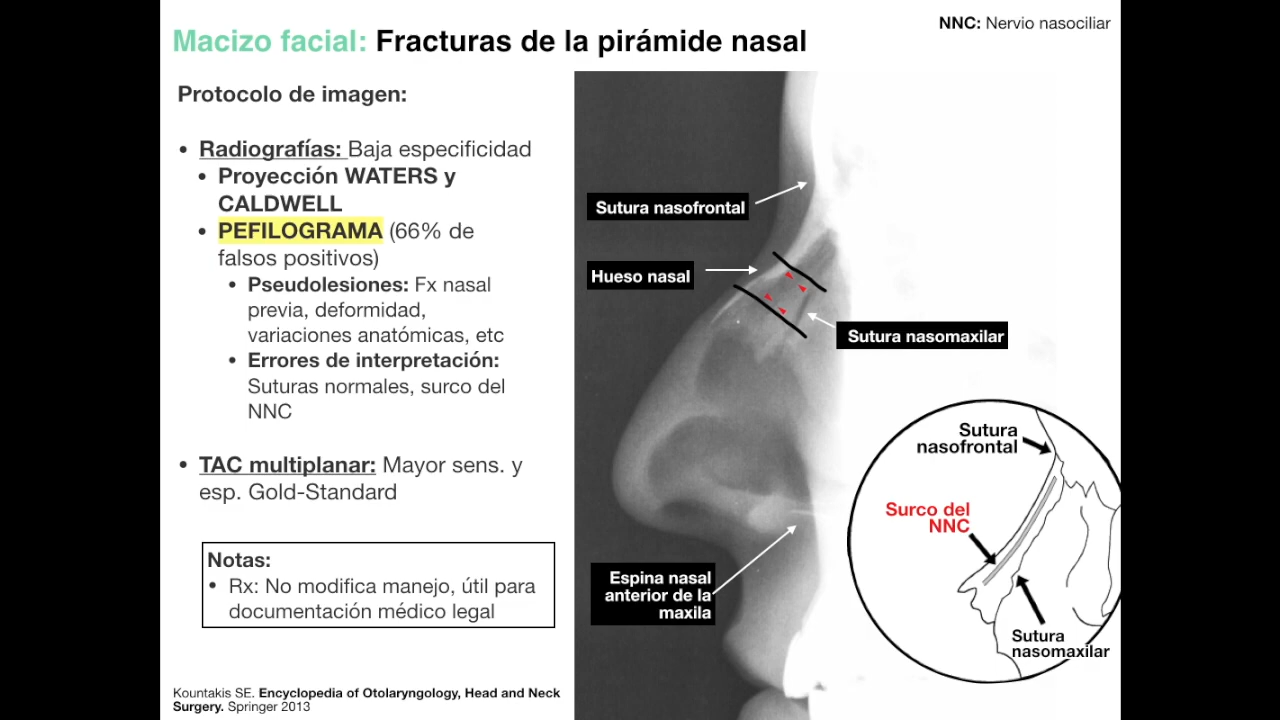 NNC: Nervio nasociliar
Macizo facial: Fracturas de la pirámide nasal
Protocolo de imagen:
• Radiografías: Baja especificidad
• Proyección WATERS y
CALDWELL
• PEFILOGRAMA (66% de
falsos positivos)
• Pseudolesiones: Fx nasal
previa, deformidad,
variaciones anatómicas, etc
• Errores de interpretación:
Suturas normales, surco del
NNC
• TAC multiplanar: Mayor sens. y
esp. Gold-Standard
Notas:
• Rx: No modifica manejo, útil para
documentación médico legal
Kountakis SE. Encyclopedia of Otolaryngology, Head and Neck
Surgery. Springer 2013
Sutura nasofrontal
Hueso nasal
Sutura nasomaxilar
Espina nasal
anterior de la
maxila
Sutura
nasofrontal
Surco del
NNC
Sutura
nasomaxilar